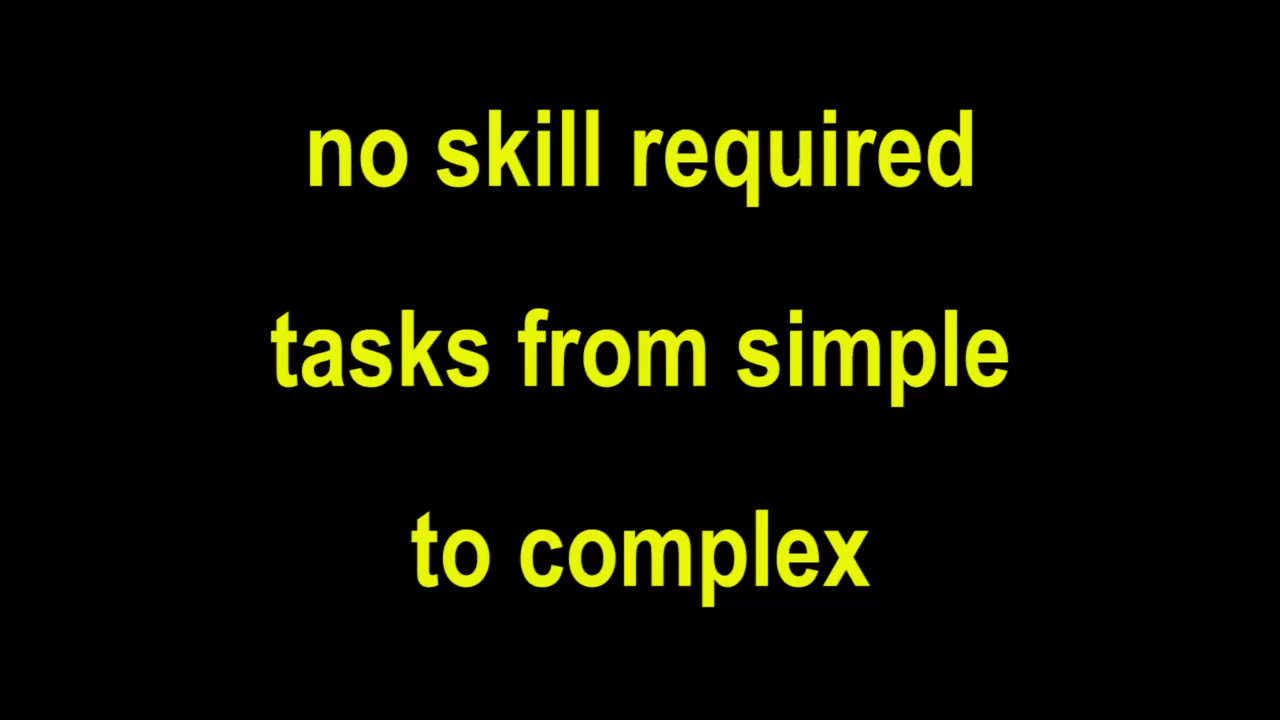 no skill required
tasks from simple
to complex